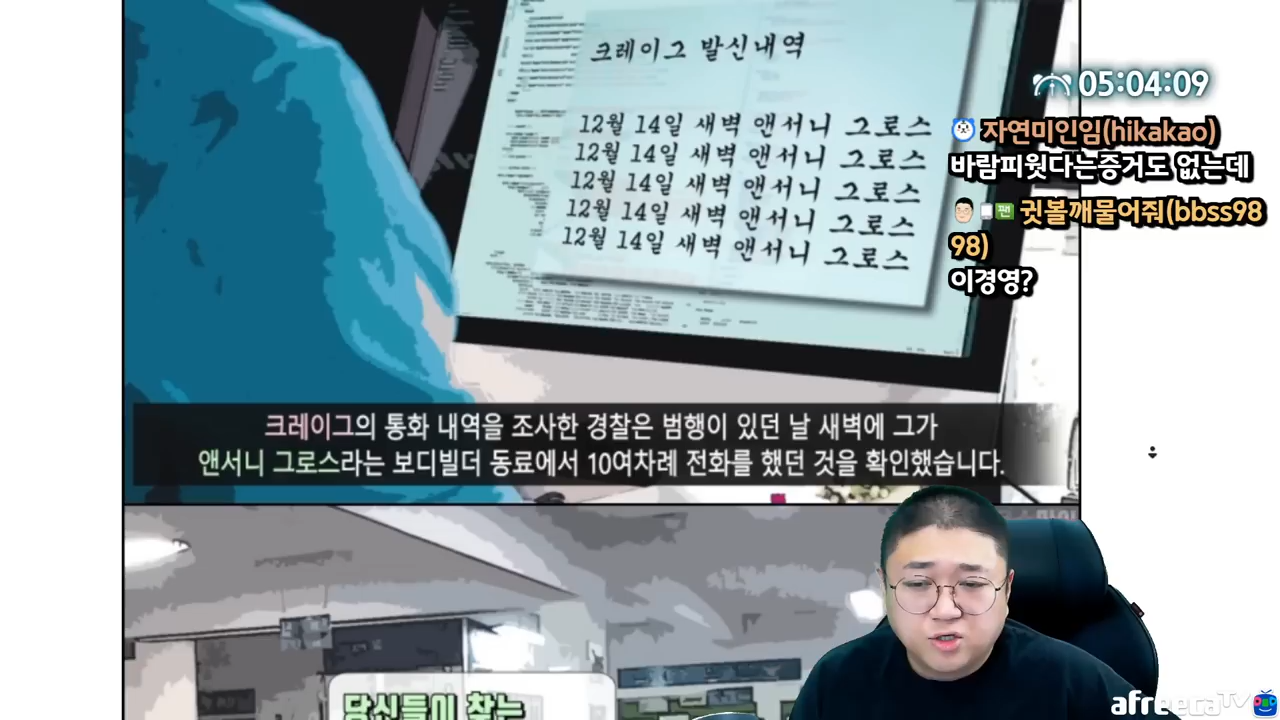 크레이그 발신내역
12월 14일 새벽 앤서니 그로스
12월 14일 새벽 앤서니 그로스
12월 14일 새벽 앤서니 그로스
12월 14일 새벽 앤서니 그로스
12월 14일 새벽 앤서니 그로스
크레이그의 통화 내역을 조사한 경찰은 범행이 있던 날 새벽에 그가
앤서니 그로스라는 보디빌더 동료에서 10여차례 전화를 했던 것을 확인했습니다.
당신들이 찾는
05:04:09
자연미인임(hikakao)
바람피웟다는증거도 없는데
팬 귓볼깨물어줘(bbss98
98)
이경영?
afreecaTV